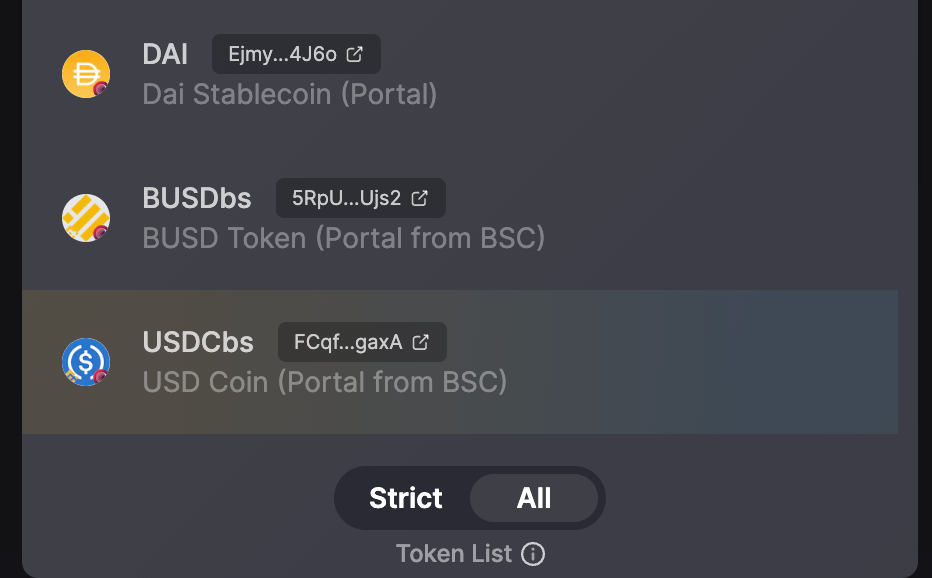 DAI Ejmy...4J6o
Dai Stablecoin (Portal)
BUSDbs 5RpU...Ujs2
BUSD Token (Portal from BSC)
USDCbs FCqf...gaxA
USD Coin (Portal from BSC)
Strict All
Token List